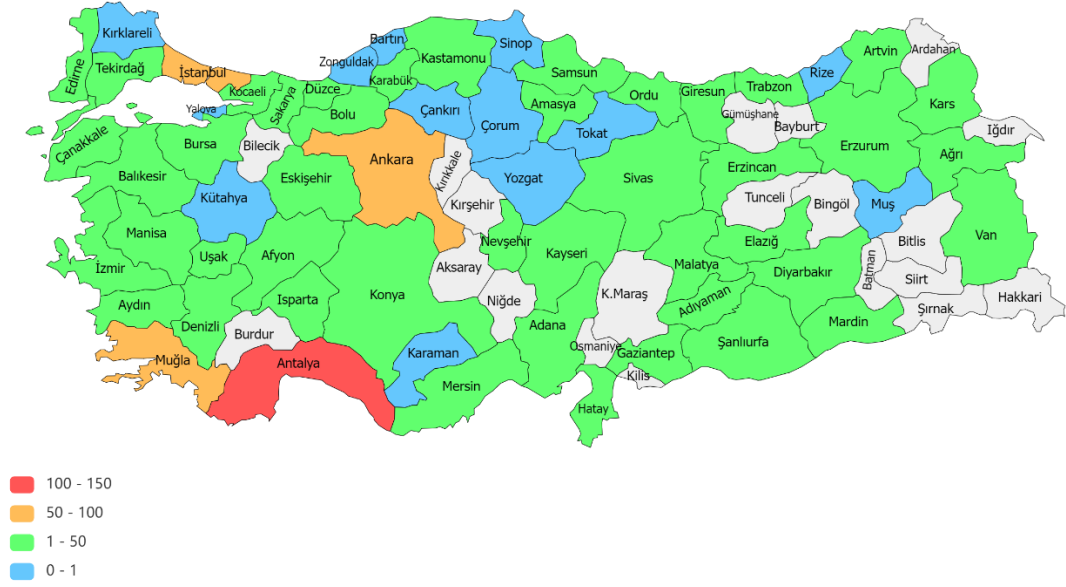 Kırklareli
Edirne
Tekirdağ
İstanbul
Kocaeli
Yalova
Sakarya
Düzce
Zonguldak
Bartın
Karabük
Kastamonu
Sinop
Samsun
Bolu
Çankırı
Çorum
Amasya
Tokat
Ordu
Giresun
Trabzon
Gümüşhane
Bayburt
Rize
Artvin
Ardahan
Kars
Iğdır
Ağrı
Erzurum
Erzincan
Çanakkale
Balıkesir
Bursa
Bilecik
Kütahya
Eskişehir
Ankara
Kırıkkale
Kırşehir
Yozgat
Sivas
Tunceli
Bingöl
Muş
Bitlis
Van
Manisa
İzmir
Uşak
Afyon
Aydın
Denizli
Isparta
Burdur
Muğla
Antalya
Konya
Aksaray
Nevşehir
Niğde
Kayseri
Karaman
Mersin
Adana
K.Maraş
Osmaniye
Gaziantep
Kilis
Hatay
Malatya
Adıyaman
Elazığ
Diyarbakır
Şanlıurfa
Mardin
Batman
Siirt
Şırnak
Hakkari
100 - 150
50 - 100
1 - 50
0 - 1